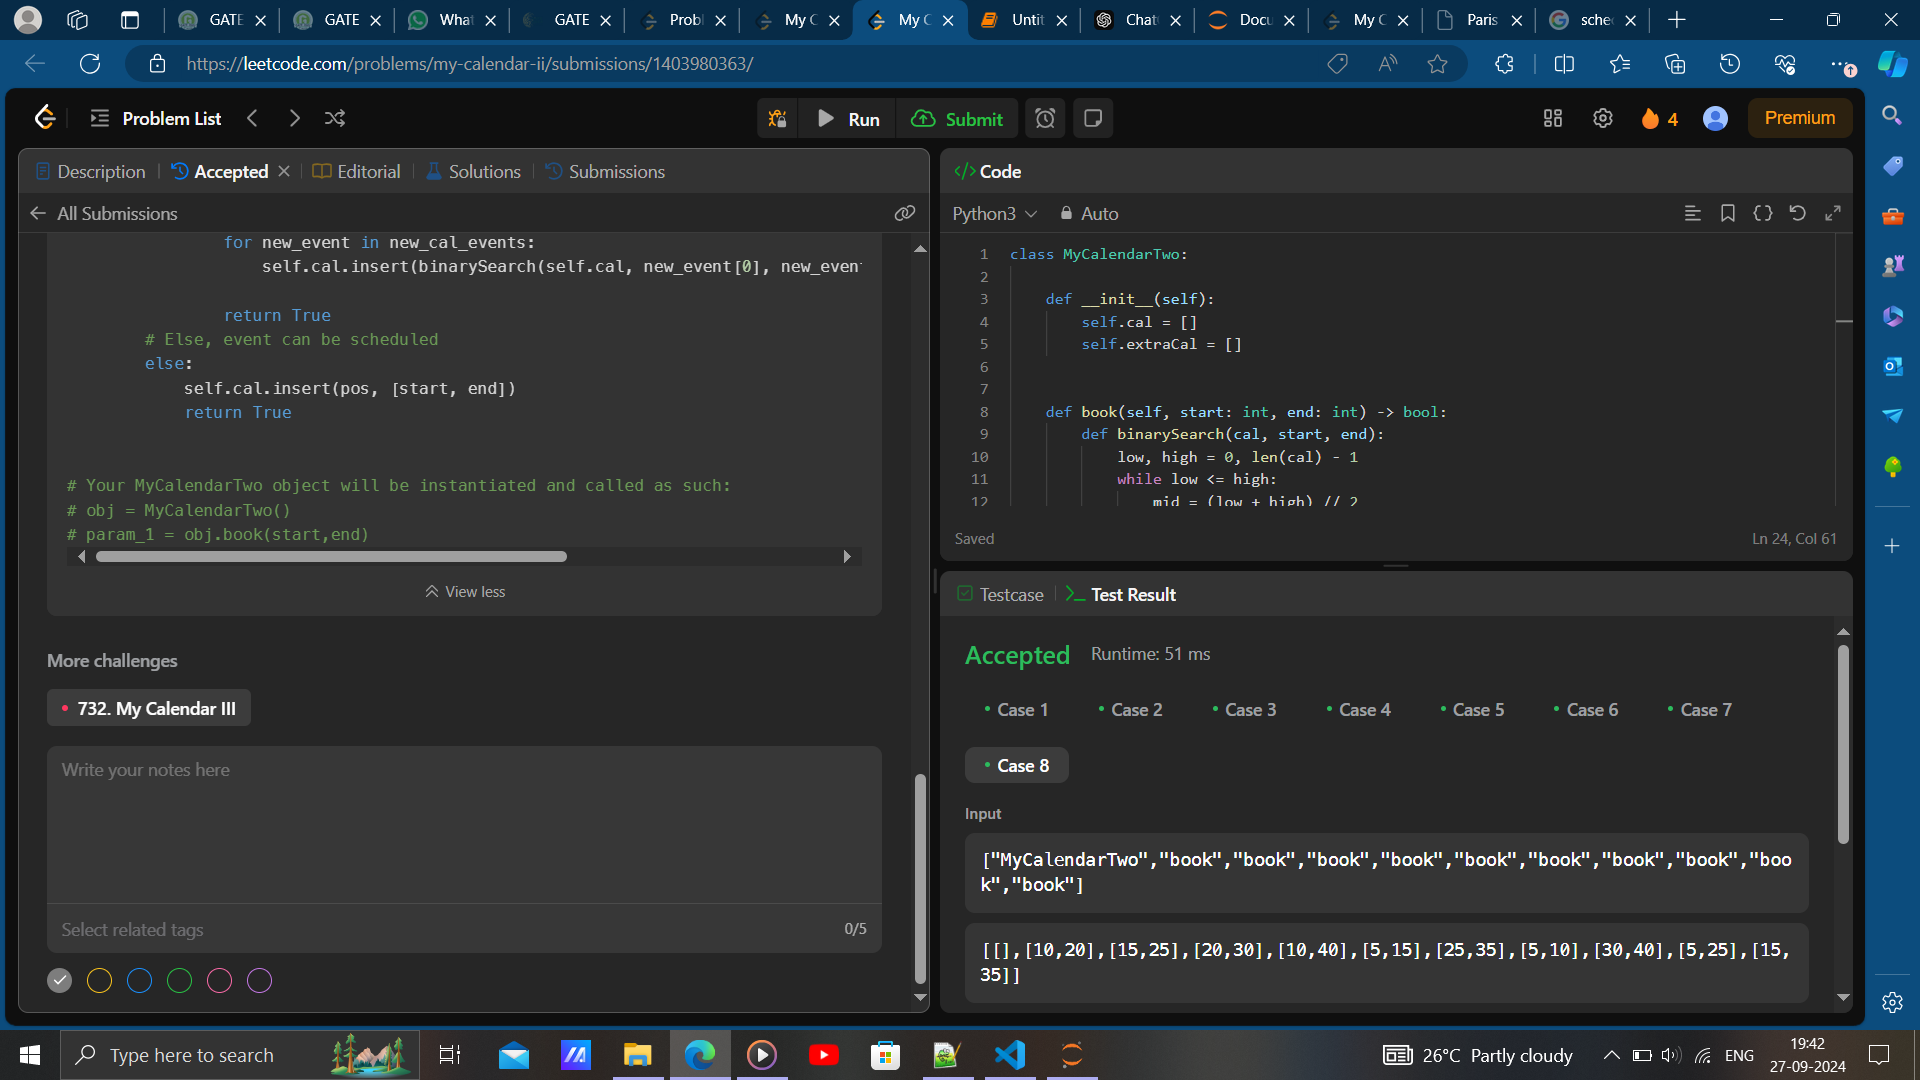 GATE
GATE
What
GATE
Probl
My C
My C
Untit
Chat
Docu
My C
Paris
sche
https://leetcode.com/problems/my-calendar-ii/submissions/1403980363/
Problem List
Run
Submit
4
Premium
Description
Accepted
Editorial
Solutions
Submissions
All Submissions
for new_event in new_cal_events:
self.cal.insert(binarySearch(self.cal, new_event[0], new_even
return True
# Else, event can be scheduled
else:
self.cal.insert(pos, [start, end])
return True
# Your MyCalendarTwo object will be instantiated and called as such:
# obj = MyCalendarTwo()
# param_1 = obj.book(start,end)
View less
More challenges
732. My Calendar III
Write your notes here
Select related tags
0/5
</> Code
Python3
Auto
1 class MyCalendarTwo:
2
3 def __init__(self):
4 self.cal = []
5 self.extraCal = []
6
7
8 def book(self, start: int, end: int) -> bool:
9 def binarySearch(cal, start, end):
10 low, high = 0, len(cal) - 1
11 while low <= high:
12 mid = (low + high) // 2
Saved
Ln 24, Col 61
Testcase
Test Result
Accepted
Runtime: 51 ms
Case 1
Case 2
Case 3
Case 4
Case 5
Case 6
Case 7
Case 8
Input
["MyCalendarTwo","book","book","book","book","book","book","book","book","boo
k","book"]
[[],[10,20],[15,25],[20,30],[10,40],[5,15],[25,35],[5,10],[30,40],[5,25],[15,
35]]
Type here to search
26°C Partly cloudy
ENG
19:42
27-09-2024